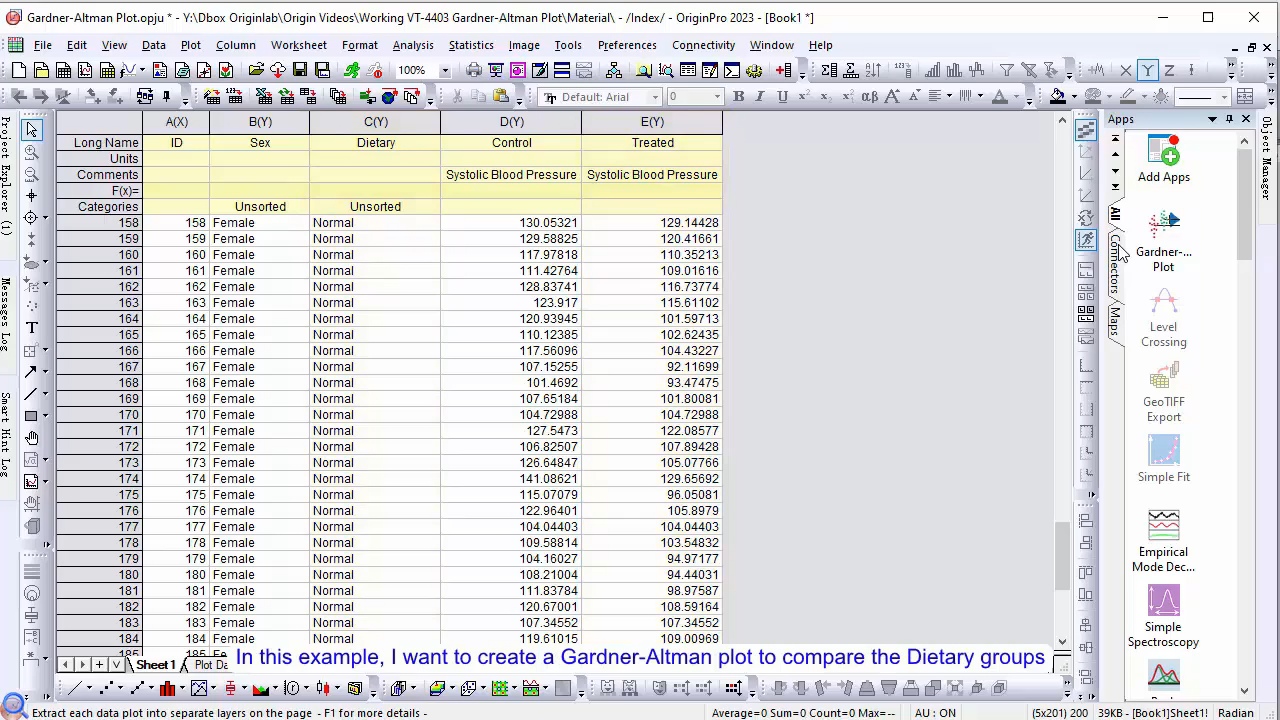 Gardner-Altman Plot.opju * - Y:\Dbox Originlab\Origin Videos\Working VT-4403 Gardner-Altman Plot\Material\ - /Index/ - OriginPro 2023 - [Book1 *]
File Edit View Data Plot Column Worksheet Format Analysis Statistics Image Tools Preferences Connectivity Window Help
100%
Default: Arial 0
Project Explorer (1)
Messages Log
Smart Hint Log
A(X) B(Y) C(Y) D(Y) E(Y)
Long Name ID Sex Dietary Control Treated
Units
Comments Systolic Blood Pressure Systolic Blood Pressure
F(x)=
Categories Unsorted Unsorted
158 158 Female Normal 130.05321 129.14428
159 159 Female Normal 129.58825 120.41661
160 160 Female Normal 117.97818 110.35213
161 161 Female Normal 111.42764 109.01616
162 162 Female Normal 128.83741 116.73774
163 163 Female Normal 123.917 115.61102
164 164 Female Normal 120.93945 101.59713
165 165 Female Normal 110.12385 102.62435
166 166 Female Normal 117.56096 104.43227
167 167 Female Normal 107.15255 92.11699
168 168 Female Normal 101.4692 93.47475
169 169 Female Normal 107.65184 101.80081
170 170 Female Normal 104.72988 104.72988
171 171 Female Normal 127.5473 122.08577
172 172 Female Normal 106.82507 107.89428
173 173 Female Normal 126.64847 105.07766
174 174 Female Normal 141.08621 129.65692
175 175 Female Normal 115.07079 96.05081
176 176 Female Normal 122.96401 105.8979
177 177 Female Normal 104.04403 104.04403
178 178 Female Normal 109.58814 103.54832
179 179 Female Normal 104.16027 94.97177
180 180 Female Normal 108.21004 94.44031
181 181 Female Normal 111.83784 98.97587
182 182 Female Normal 120.67001 108.59164
183 183 Female Normal 107.34552 107.34552
184 184 Female Normal 119.61015 109.00969
Sheet1 Plot Da
In this example, I want to create a Gardner-Altman plot to compare the Dietary groups
Apps
All
Connectors
Maps
Add Apps
Gardner-...
Plot
Level
Crossing
GeoTIFF
Export
Simple Fit
Empirical
Mode Dec...
Simple
Spectroscopy
Object Manager
Extract each data plot into separate layers on the page - F1 for more details -
Average=0 Sum=0 Count=0 Max=-- AU : ON (5x201) 200 39KB [Book1]Sheet1! Radian